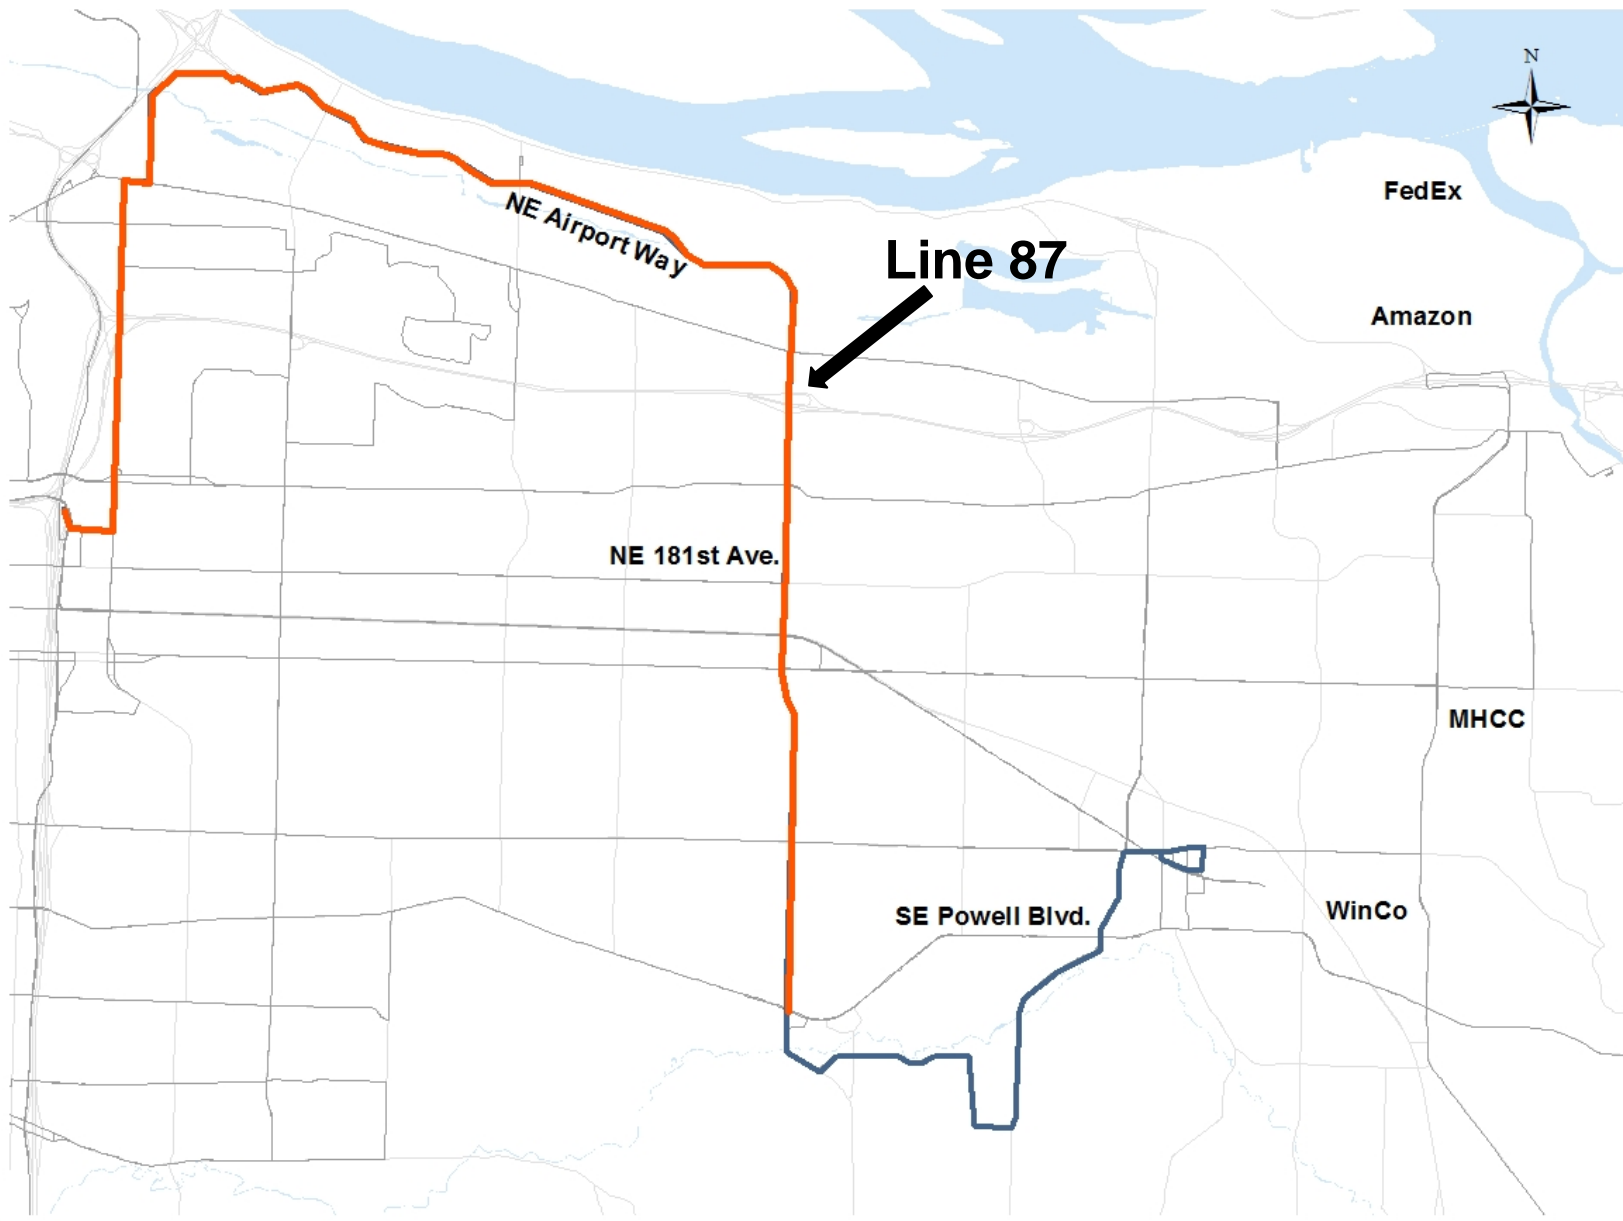 N
FedEx
NE Airport Way
Line 87
Amazon
NE 181st Ave.
MHCC
SE Powell Blvd.
WinCo